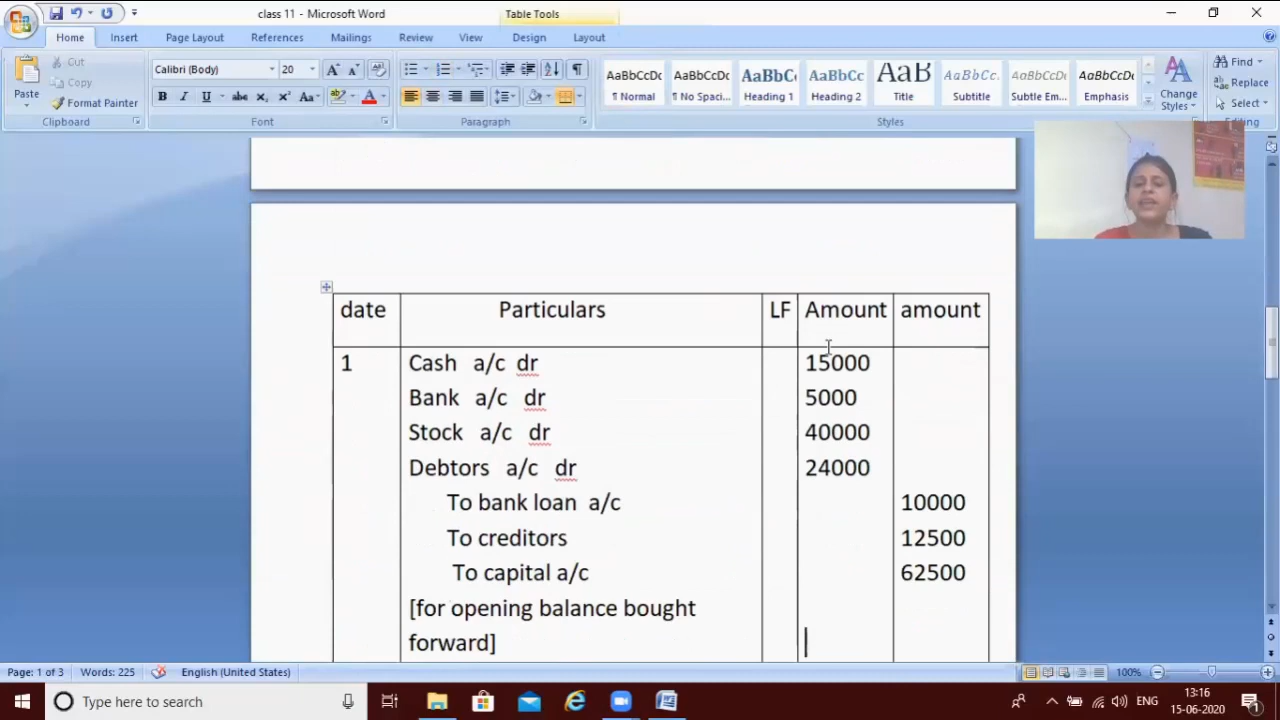 class 11 - Microsoft Word
Table Tools
Home Insert Page Layout References Mailings Review View Design Layout
Paste
Cut
Copy
Format Painter
Clipboard
Calibri (Body) 20
Font
Paragraph
AaBbCcDc AaBbCcDc AaBbCc AaBbCc AaB AaBbCc. AaBbCcDc AaBbCcDc
¶ Normal ¶ No Spaci... Heading 1 Heading 2 Title Subtitle Subtle Em... Emphasis
Change Styles
Styles
Find
Replace
Select
Editing
date Particulars LF Amount amount
1 Cash a/c dr 15000
Bank a/c dr 5000
Stock a/c dr 40000
Debtors a/c dr 24000
To bank loan a/c 10000
To creditors 12500
To capital a/c 62500
[for opening balance bought
forward]
Page: 1 of 3 Words: 225 English (United States) 100%
Type here to search
ENG
13:16
15-06-2020